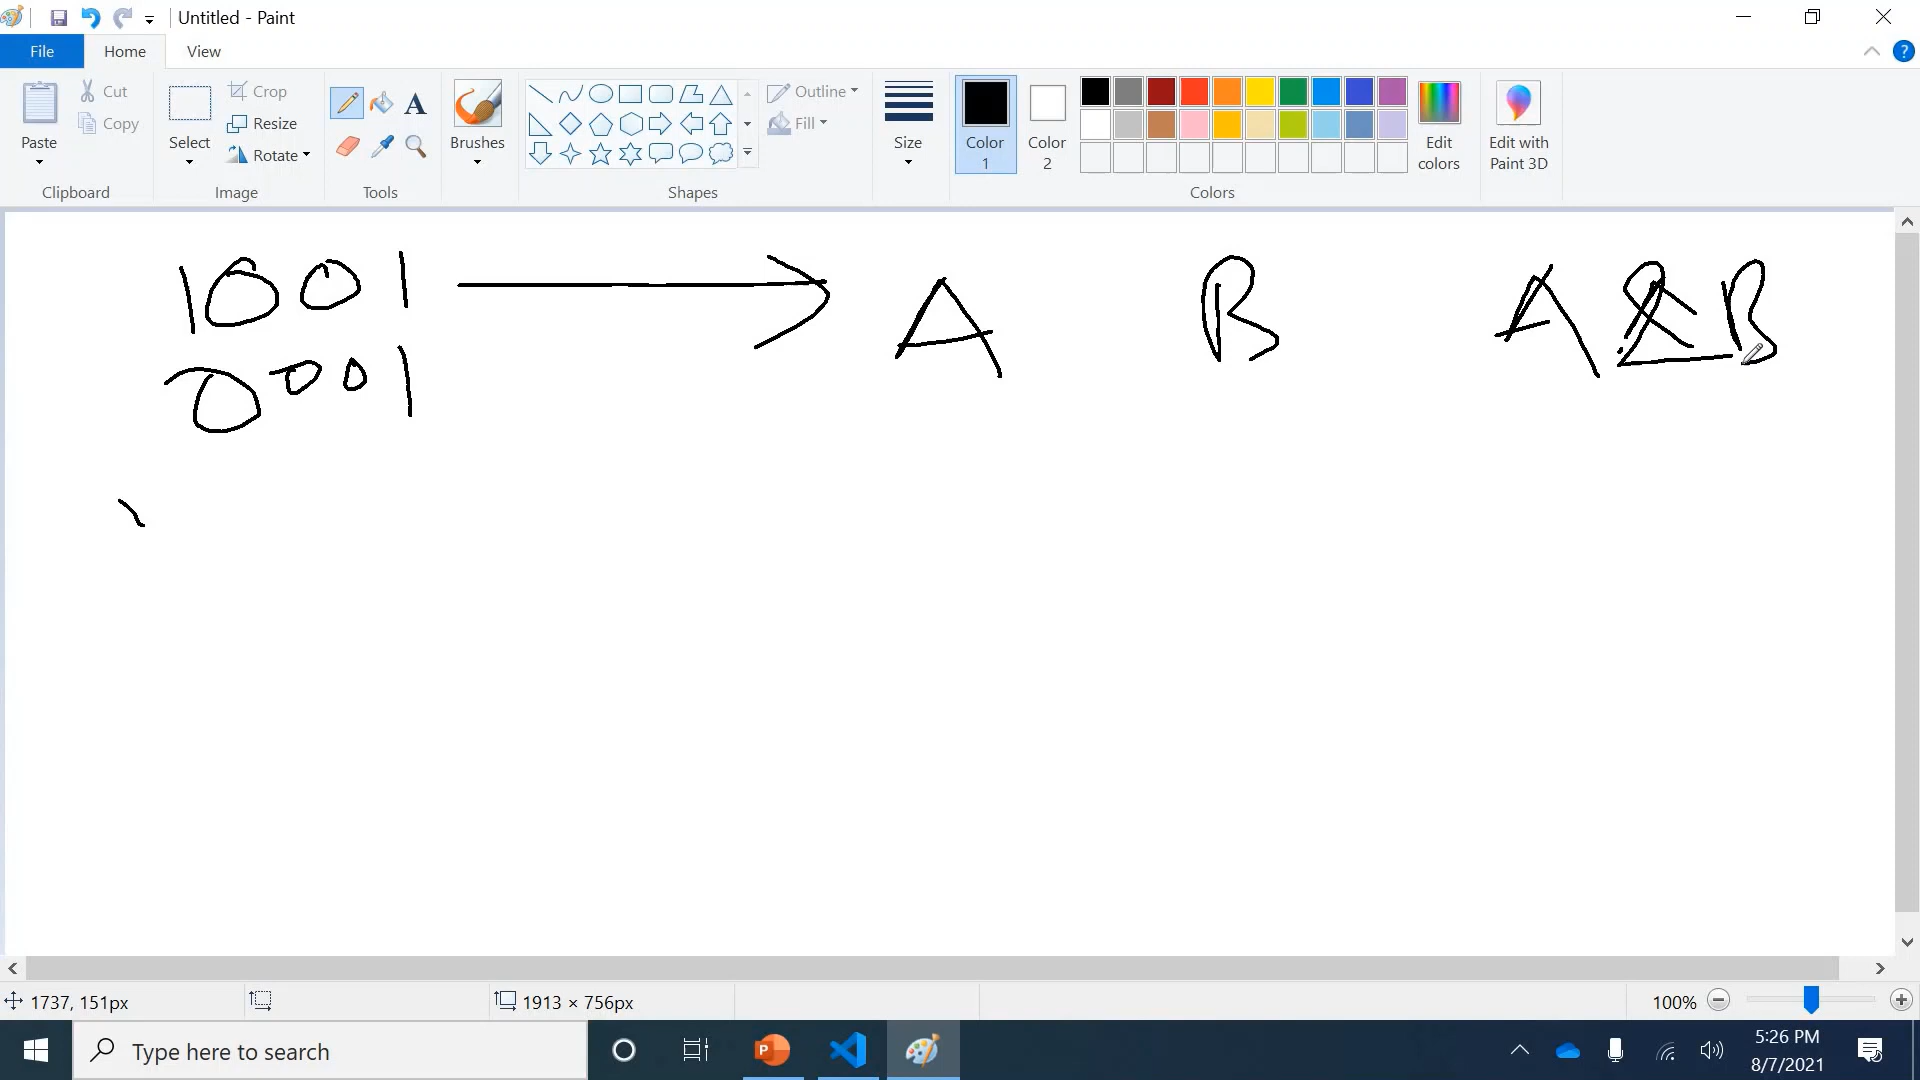 Untitled - Paint
File Home View
Paste Cut Copy Clipboard
Select Crop Resize Rotate Image
Tools
Brushes
Outline Fill Shapes
Size
Color 1 Color 2 Edit colors Colors
Edit with Paint 3D
1001 A B A & B
0001
1737, 151px 1913 × 756px 100%
Type here to search
5:26 PM
8/7/2021